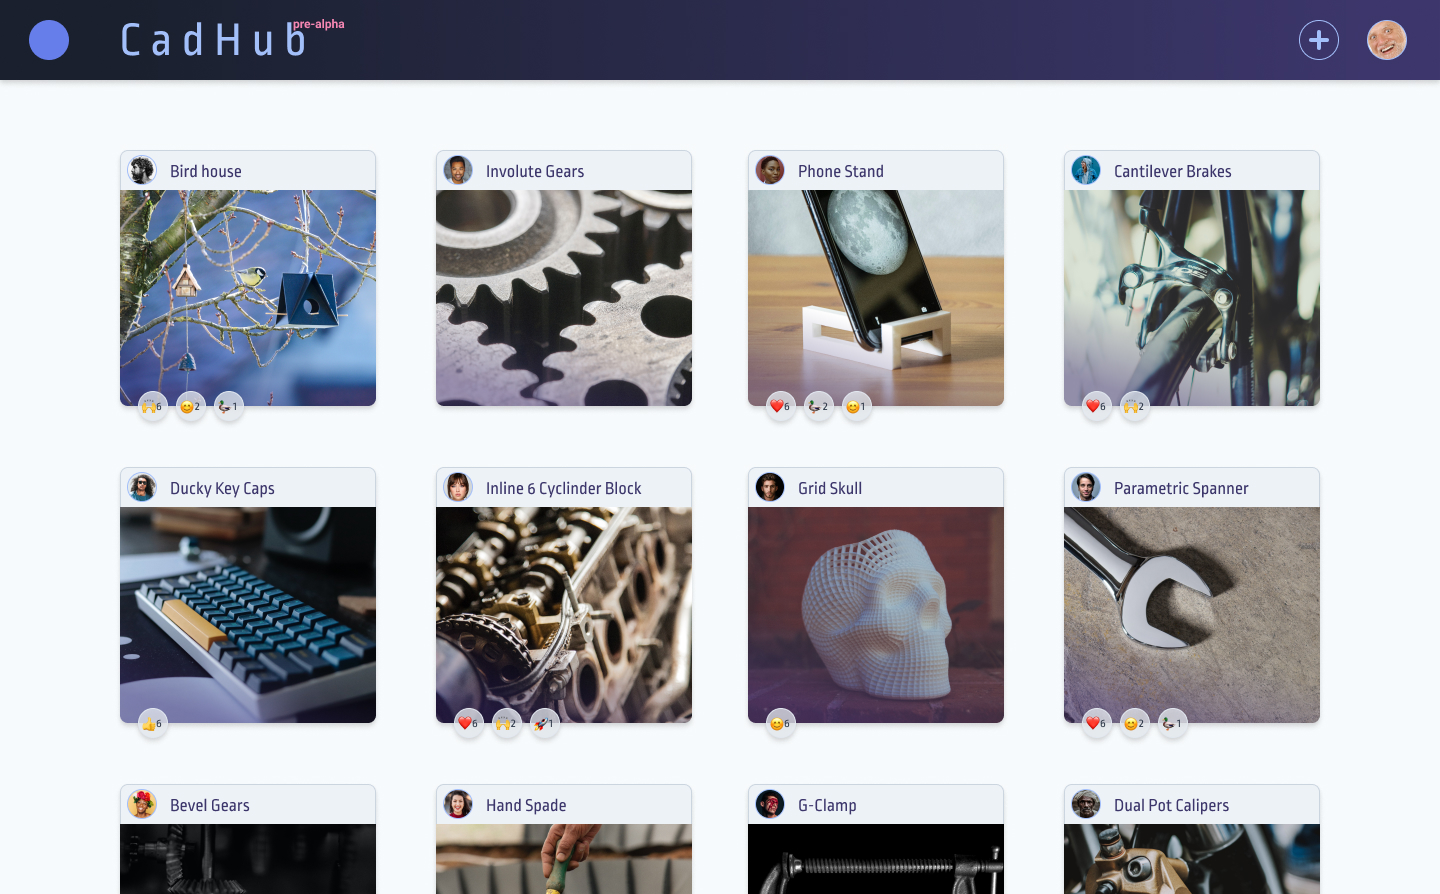 CadHub pre-alpha
Bird house
Involute Gears
Phone Stand
Cantilever Brakes
6 2 1
6 2 1
6 2
Ducky Key Caps
Inline 6 Cyclinder Block
Grid Skull
Parametric Spanner
6
6 2 1
6
6 2 1
Bevel Gears
Hand Spade
G-Clamp
Dual Pot Calipers